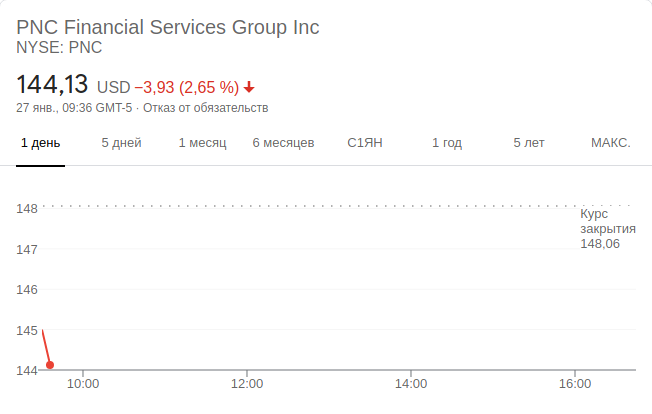 PNC Financial Services Group Inc
NYSE: PNC
144,13 USD −3,93 (2,65 %)
27 янв., 09:36 GMT-5 · Отказ от обязательств
1 день 5 дней 1 месяц 6 месяцев С1ЯН 1 год 5 лет МАКС.
148
Курс
закрытия
148,06
147
146
145
144
10:00 12:00 14:00 16:00